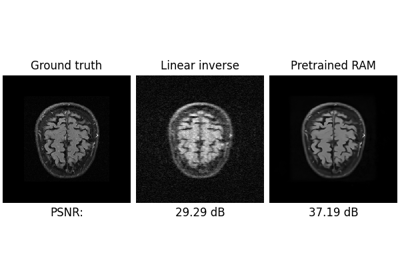 Ground truth Linear inverse Pretrained RAM
PSNR: 29.29 dB 37.19 dB